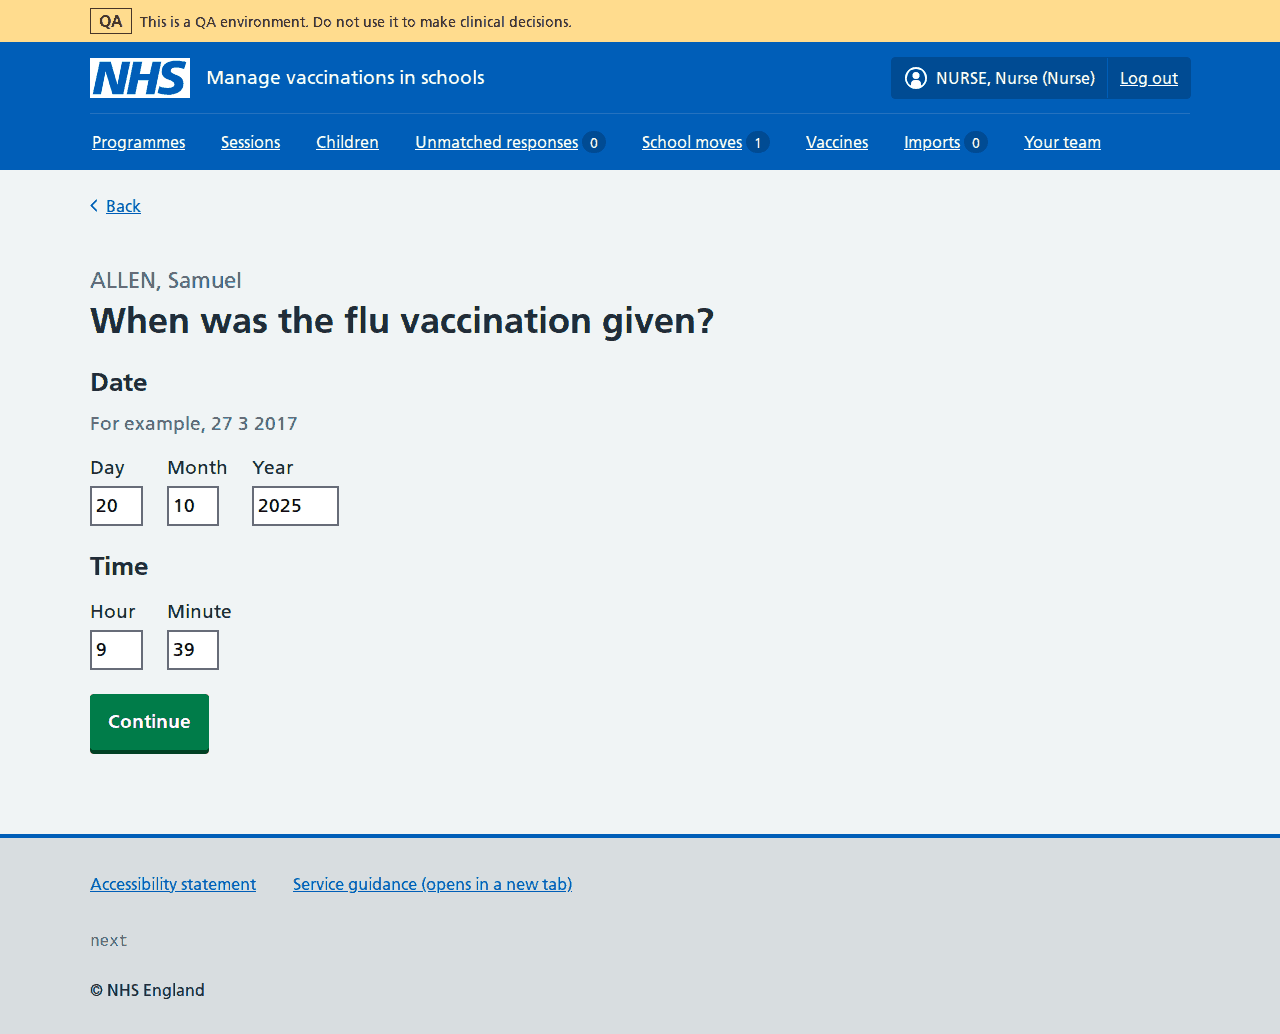 QA This is a QA environment. Do not use it to make clinical decisions.
NHS Manage vaccinations in schools NURSE, Nurse (Nurse) Log out
Programmes Sessions Children Unmatched responses 0 School moves 1 Vaccines Imports 0 Your team
Back
ALLEN, Samuel
When was the flu vaccination given?
Date
For example, 27 3 2017
Day Month Year
20 10 2025
Time
Hour Minute
9 39
Continue
Accessibility statement Service guidance (opens in a new tab)
next
© NHS England